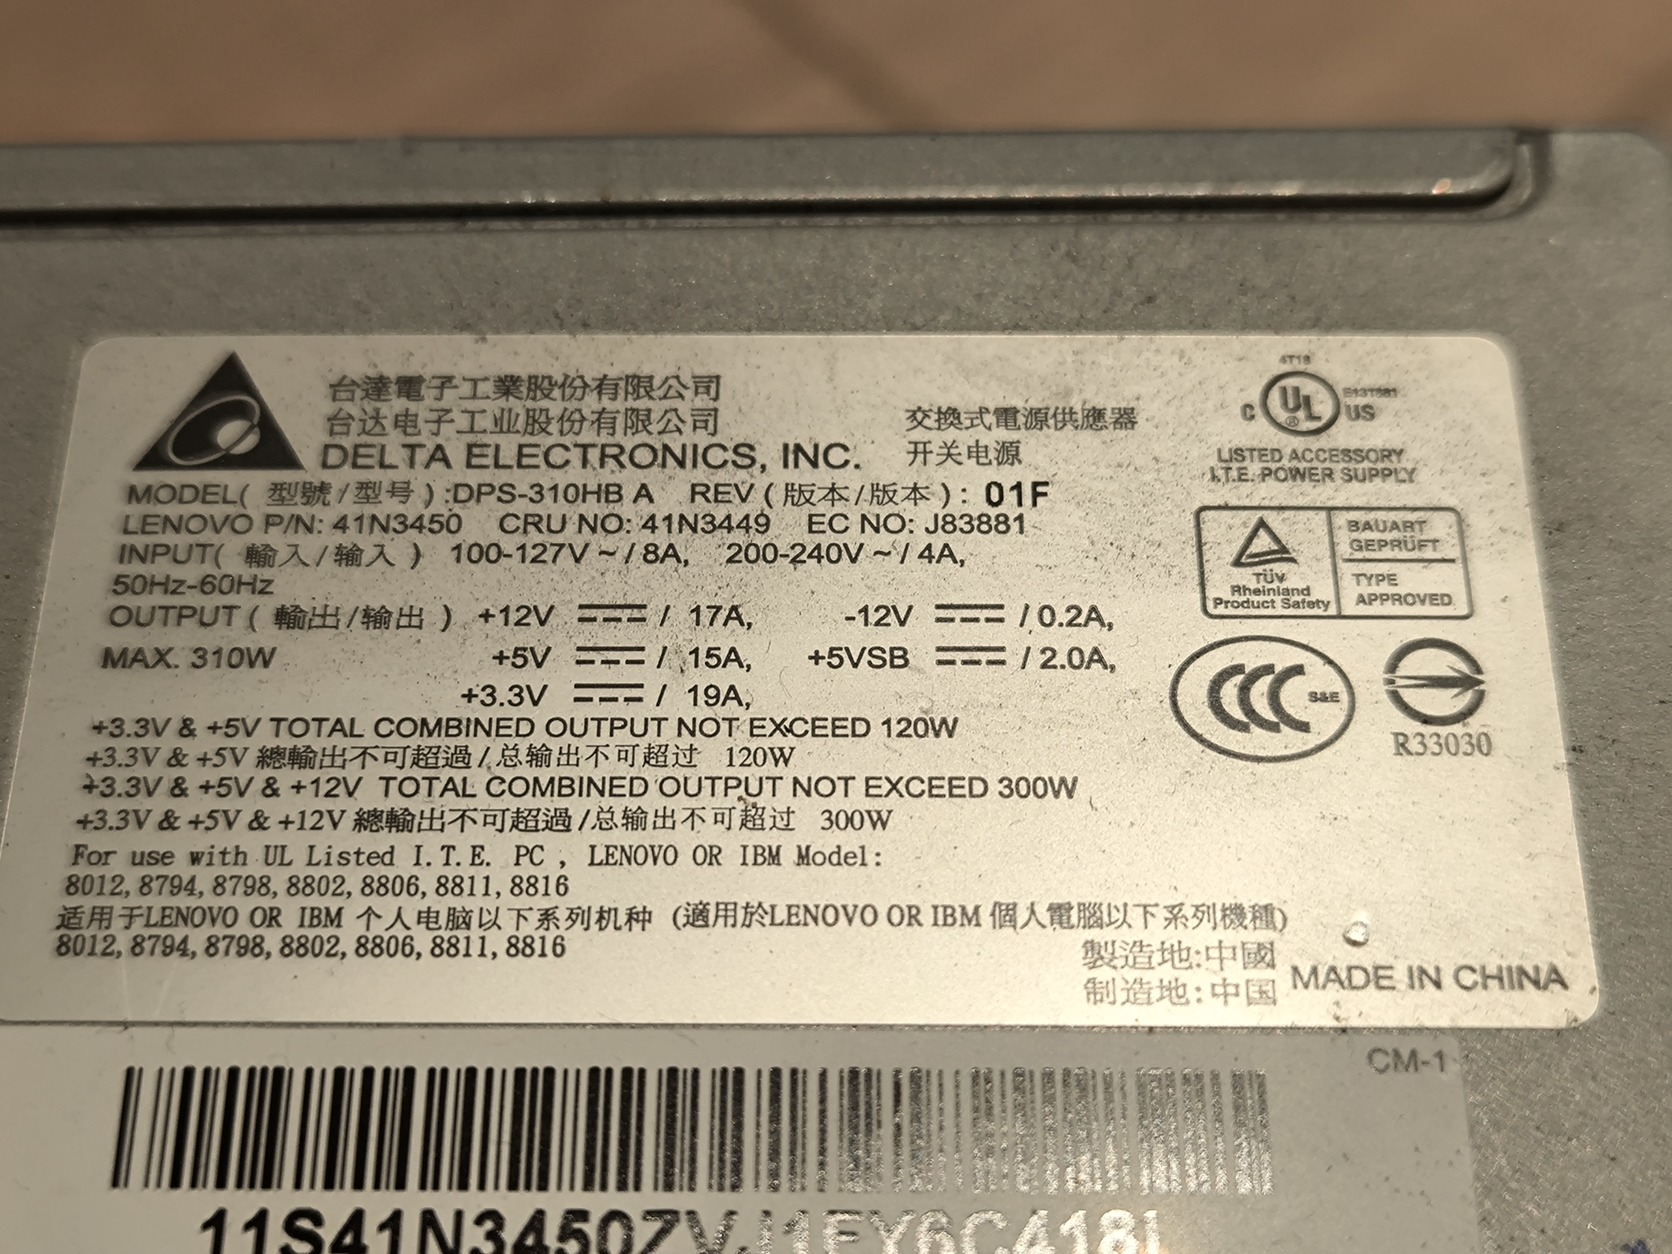 台達電子工業股份有限公司
台达电子工业股份有限公司
DELTA ELECTRONICS, INC.
交換式電源供應器
开关电源
MODEL( 型號/型号 ) :DPS-310HB A REV ( 版本/版本 ) : 01F
LENOVO P/N: 41N3450 CRU NO: 41N3449 EC NO: J83881
INPUT( 輸入/输入 ) 100-127V ~ / 8A, 200-240V ~ / 4A,
50Hz-60Hz
OUTPUT ( 輸出/输出 ) +12V ⎓ / 17A, -12V ⎓ / 0.2A,
MAX. 310W +5V ⎓ / 15A, +5VSB ⎓ / 2.0A,
+3.3V ⎓ / 19A,
+3.3V & +5V TOTAL COMBINED OUTPUT NOT EXCEED 120W
+3.3V & +5V 總輸出不可超過/总输出不可超过 120W
+3.3V & +5V & +12V TOTAL COMBINED OUTPUT NOT EXCEED 300W
+3.3V & +5V & +12V 總輸出不可超過/总输出不可超过 300W
For use with UL Listed I.T.E. PC , LENOVO OR IBM Model:
8012, 8794, 8798, 8802, 8806, 8811, 8816
适用于LENOVO OR IBM 个人电脑以下系列机种 (適用於LENOVO OR IBM 個人電腦以下系列機種)
8012, 8794, 8798, 8802, 8806, 8811, 8816
製造地:中國
制造地:中国
MADE IN CHINA
4T18
C UL US
®
LISTED ACCESSORY
I.T.E. POWER SUPPLY
TÜV
Rheinland
Product Safety
BAUART
GEPRÜFT
TYPE
APPROVED
CCC S&E
R33030
CM-1